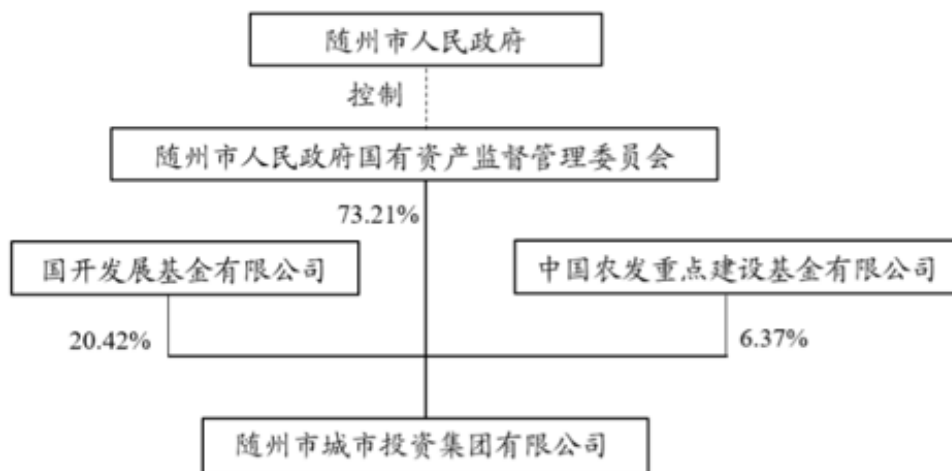 随州市人民政府
控制
随州市人民政府国有资产监督管理委员会
73.21%
国开发展基金有限公司
中国农发重点建设基金有限公司
20.42%
6.37%
随州市城市投资集团有限公司